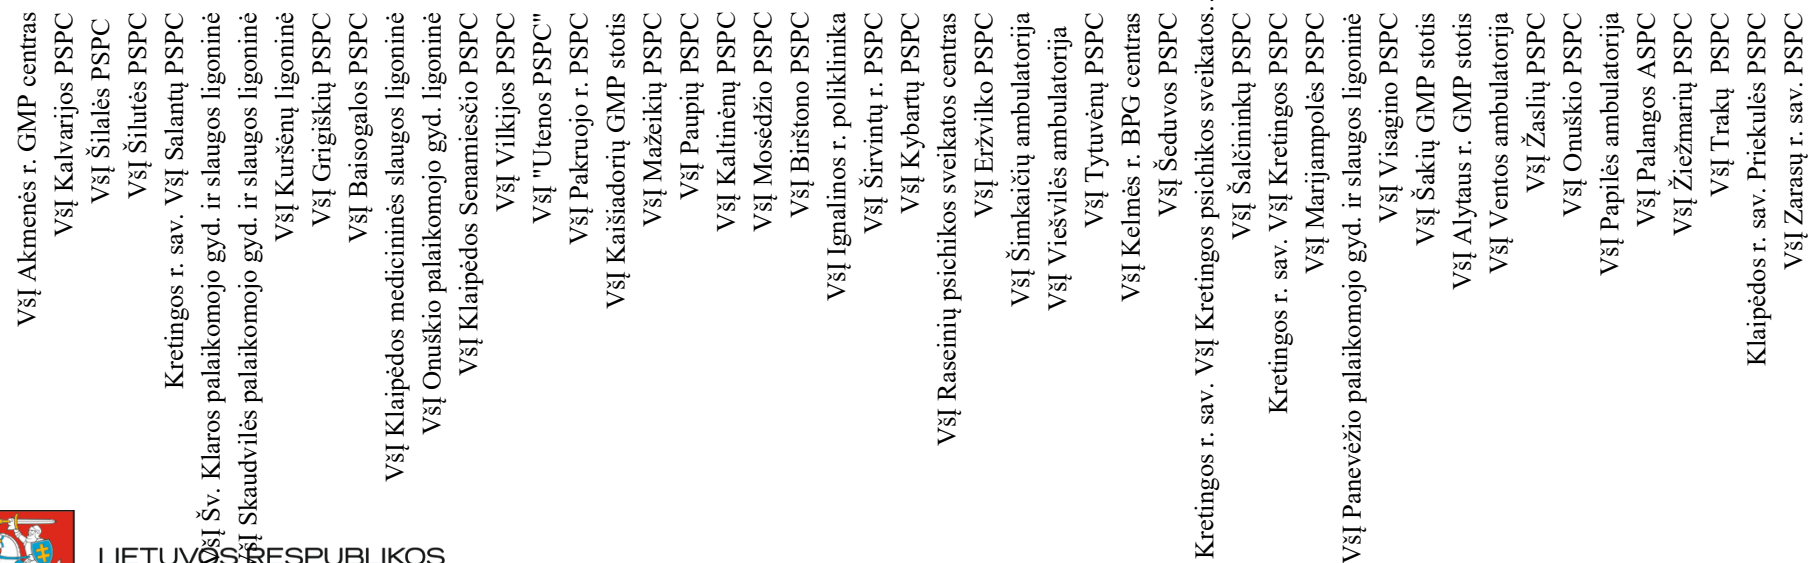 VšĮ Akmenės r. GMP centras
VšĮ Kalvarijos PSPC
VšĮ Šilalės PSPC
VšĮ Šilutės PSPC
Kretingos r. sav. VšĮ Salantų PSPC
VšĮ Šv. Klaros palaikomojo gyd. ir slaugos ligoninė
VšĮ Skaudvilės palaikomojo gyd. ir slaugos ligoninė
VšĮ Kuršėnų ligoninė
VšĮ Grigiškių PSPC
VšĮ Baisogalos PSPC
VšĮ Klaipėdos medicininės slaugos ligoninė
VšĮ Onuškio palaikomojo gyd. ligoninė
VšĮ Klaipėdos Senamiesčio PSPC
VšĮ Vilkijos PSPC
VšĮ "Utenos PSPC"
VšĮ Pakruojo r. PSPC
VšĮ Kaišiadorių GMP stotis
VšĮ Mažeikių PSPC
VšĮ Paupių PSPC
VšĮ Kaltinėnų PSPC
VšĮ Mosėdžio PSPC
VšĮ Birštono PSPC
VšĮ Ignalinos r. poliklinika
VšĮ Širvintų r. PSPC
VšĮ Kybartų PSPC
VšĮ Raseinių psichikos sveikatos centras
VšĮ Eržvilko PSPC
VšĮ Šimkaičių ambulatorija
VšĮ Viešvilės ambulatorija
VšĮ Tytuvėnų PSPC
VšĮ Kelmės r. BPG centras
VšĮ Šeduvos PSPC
Kretingos r. sav. VšĮ Kretingos psichikos sveikatos…
VšĮ Šalčininkų PSPC
Kretingos r. sav. VšĮ Kretingos PSPC
VšĮ Marijampolės PSPC
VšĮ Panevėžio palaikomojo gyd. ir slaugos ligoninė
VšĮ Visagino PSPC
VšĮ Šakių GMP stotis
VšĮ Alytaus r. GMP stotis
VšĮ Ventos ambulatorija
VšĮ Žaslių PSPC
VšĮ Onuškio PSPC
VšĮ Papilės ambulatorija
VšĮ Palangos ASPC
VšĮ Žiežmarių PSPC
VšĮ Trakų PSPC
Klaipėdos r. sav. Priekulės PSPC
VšĮ Zarasų r. sav. PSPC
LIETUVOS RESPUBLIKOS